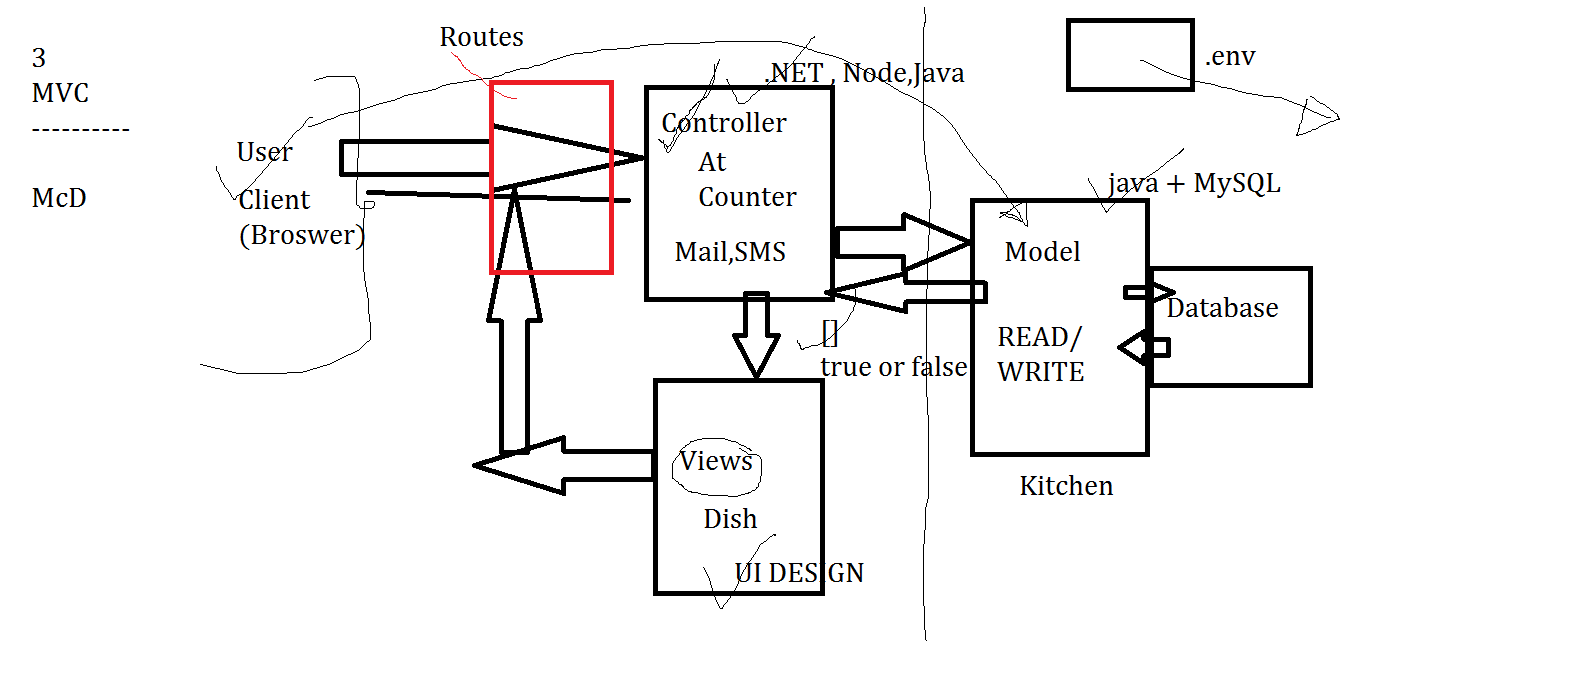 Routes
3
MVC
----------
McD
User
Client
(Broswer)
.NET , Node,Java
Controller
At
Counter
Mail,SMS
[]
true or false
Views
Dish
UI DESIGN
.env
java + MySQL
Model
READ/
WRITE
Database
Kitchen